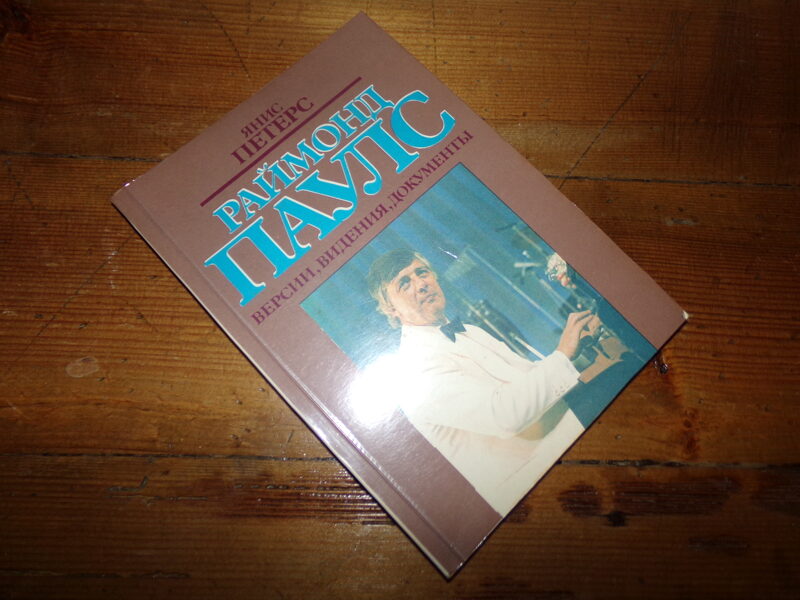 ЯНИС
ПЕТЕРС
РАЙМОНД
ПАУЛС
ВЕРСИИ, ВИДЕНИЯ, ДОКУМЕНТЫ